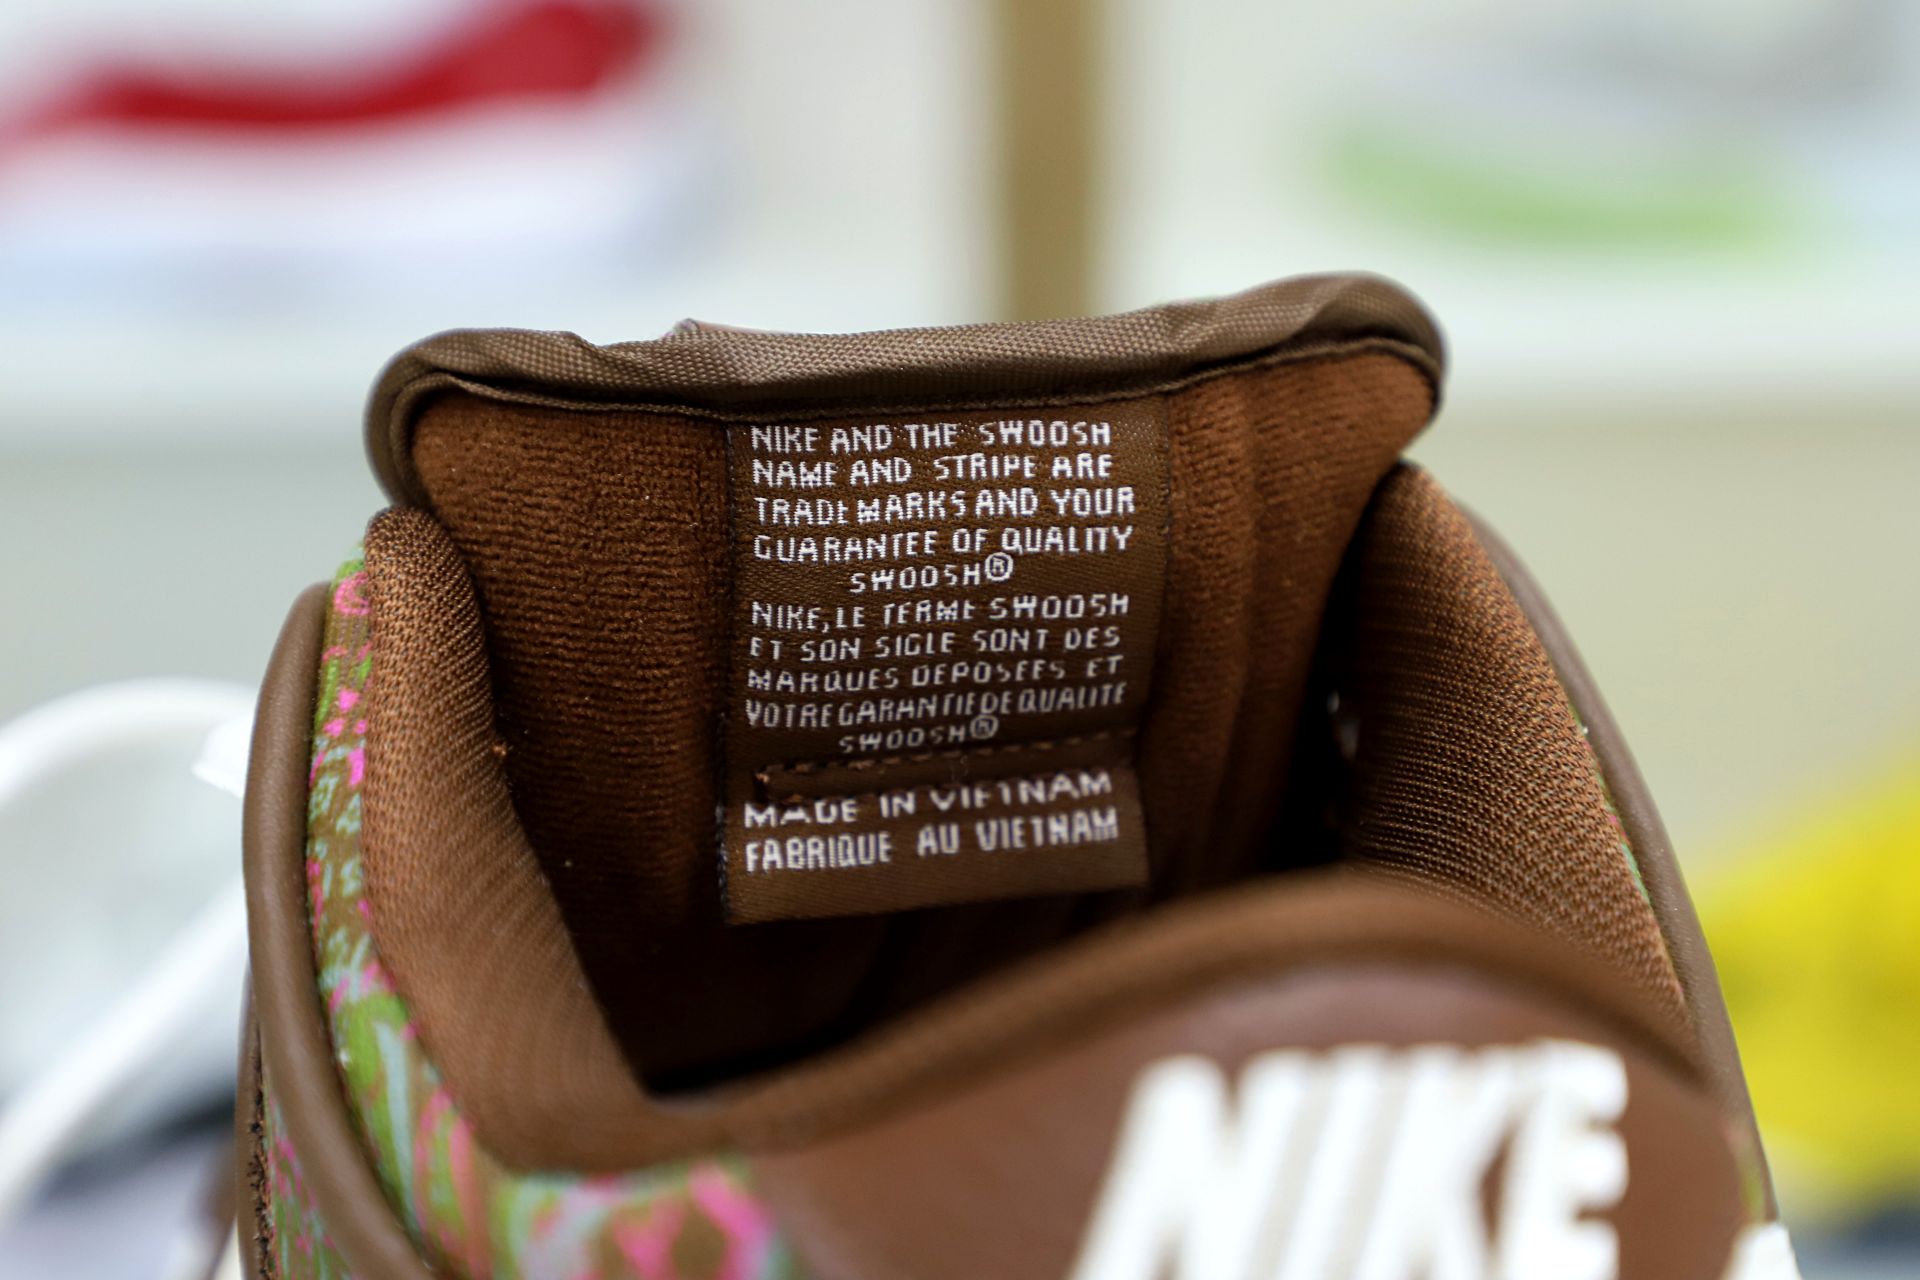 NIKE AND THE SWOOSH
NAME AND STRIPE ARE
TRADEMARKS AND YOUR
GUARANTEE OF QUALITY
SWOOSH®
NIKE, LE TERME SWOOSH
ET SON SIGLE SONT DES
MARQUES DEPOSEES ET
VOTRE GARANTIE DE QUALITE
SWOOSH®
MADE IN VIETNAM
FABRIQUE AU VIETNAM
NIKE